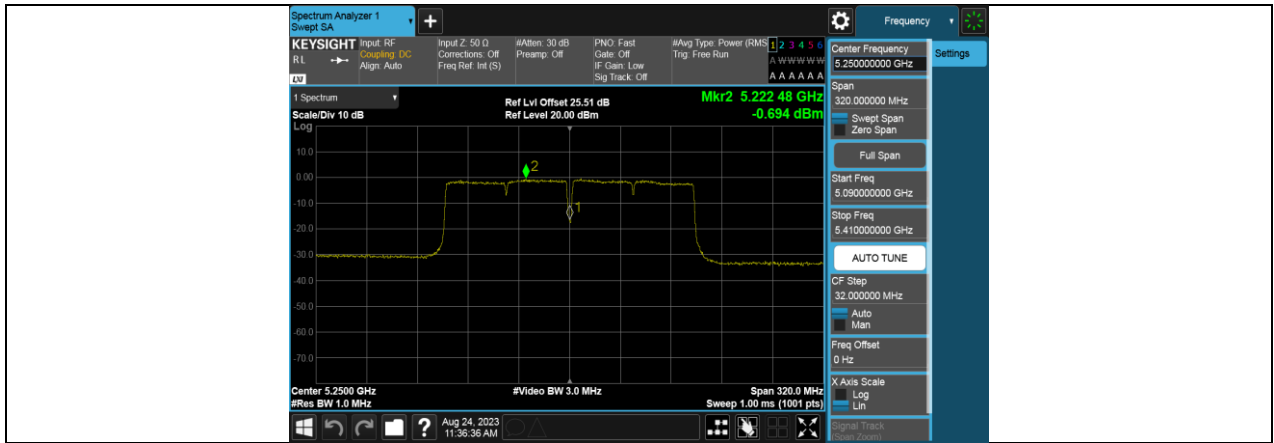 Spectrum Analyzer 1
Swept SA
+
Frequency
KEYSIGHT
RL
LXI
Input: RF
Coupling: DC
Align: Auto
Input Z: 50 Ω
Corrections: Off
Freq Ref: Int (S)
#Atten: 30 dB
Preamp: Off
PNO: Fast
Gate: Off
IF Gain: Low
Sig Track: Off
#Avg Type: Power (RMS
Trig: Free Run
1 2 3 4 5 6
A W W W W W
A A A A A A
1 Spectrum
Scale/Div 10 dB
Ref Lvl Offset 25.51 dB
Ref Level 20.00 dBm
Mkr2 5.222 48 GHz
-0.694 dBm
Log
10.0
0.00
-10.0
-20.0
-30.0
-40.0
-50.0
-60.0
-70.0
2
1
Center 5.2500 GHz
#Res BW 1.0 MHz
#Video BW 3.0 MHz
Span 320.0 MHz
Sweep 1.00 ms (1001 pts)
Center Frequency
5.250000000 GHz
Settings
Span
320.000000 MHz
Swept Span
Zero Span
Full Span
Start Freq
5.090000000 GHz
Stop Freq
5.410000000 GHz
AUTO TUNE
CF Step
32.000000 MHz
Auto
Man
Freq Offset
0 Hz
X Axis Scale
Log
Lin
Signal Track
(Span Zoom)
?
Aug 24, 2023
11:36:36 AM